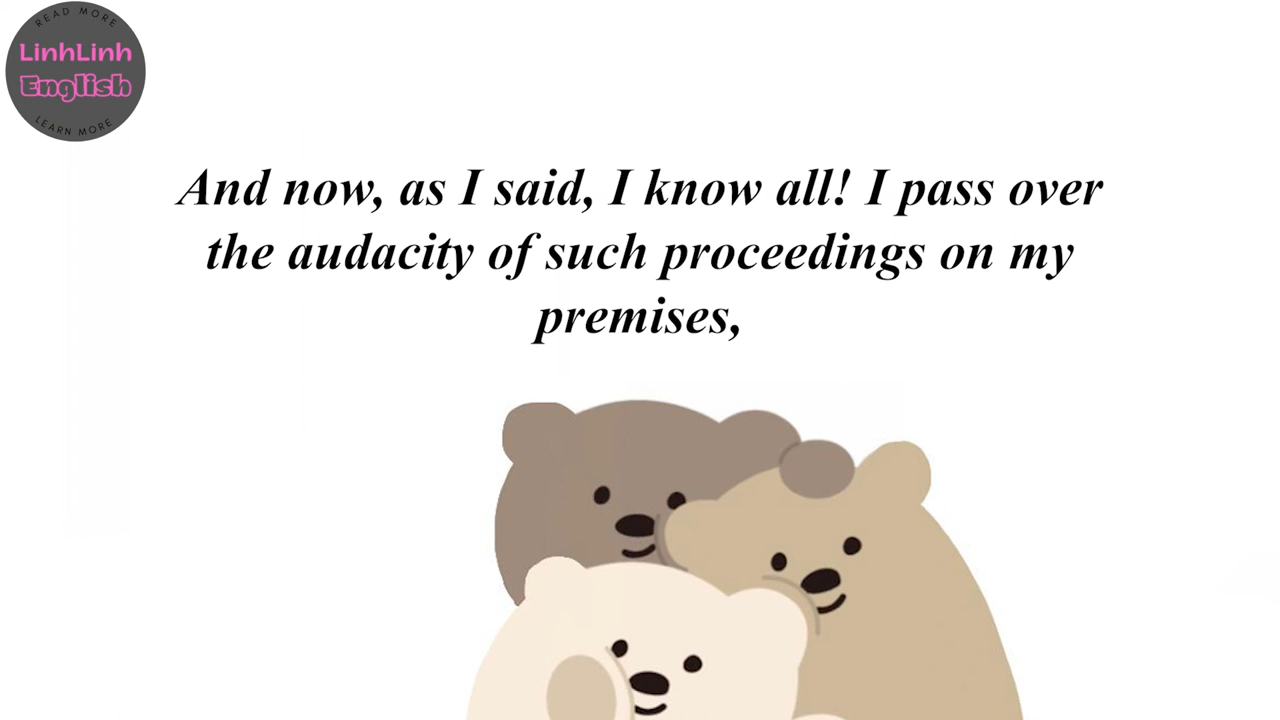 READ MORE
LinhLinh
English
LEARN MORE
And now, as I said, I know all! I pass over
the audacity of such proceedings on my
premises,